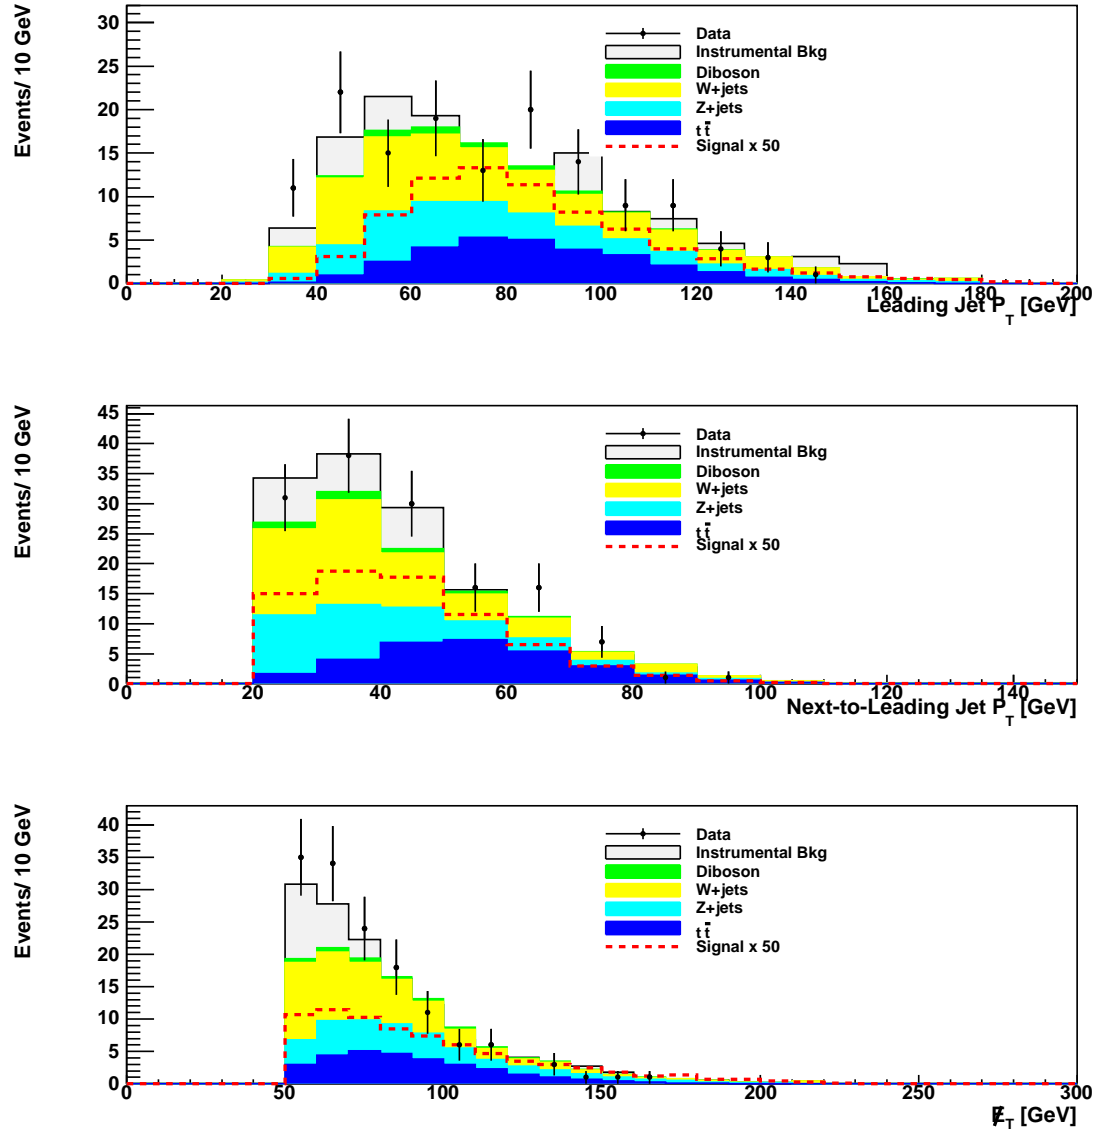 Events/ 10 GeV
30
25
20
15
10
5
0
Data
Instrumental Bkg
Diboson
W+jets
Z+jets
t t̄
Signal x 50
0 20 40 60 80 100 120 140 160 180 200
Leading Jet P_T [GeV]
Events/ 10 GeV
45
40
35
30
25
20
15
10
5
0
Data
Instrumental Bkg
Diboson
W+jets
Z+jets
t t̄
Signal x 50
0 20 40 60 80 100 120 140
Next-to-Leading Jet P_T [GeV]
Events/ 10 GeV
40
35
30
25
20
15
10
5
0
Data
Instrumental Bkg
Diboson
W+jets
Z+jets
t t̄
Signal x 50
0 50 100 150 200 250 300
E̸_T [GeV]